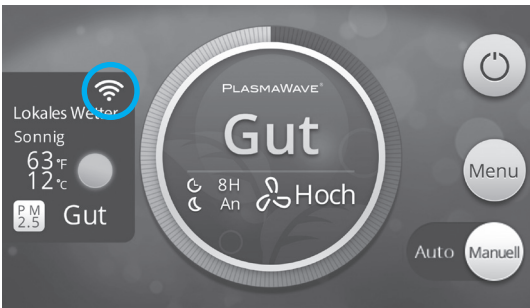 Lokales Wetter
Sonnig
63°F
12°C
PM 2.5 Gut
PLASMAWAVE®
Gut
8H
An
Hoch
Menu
Auto Manuell